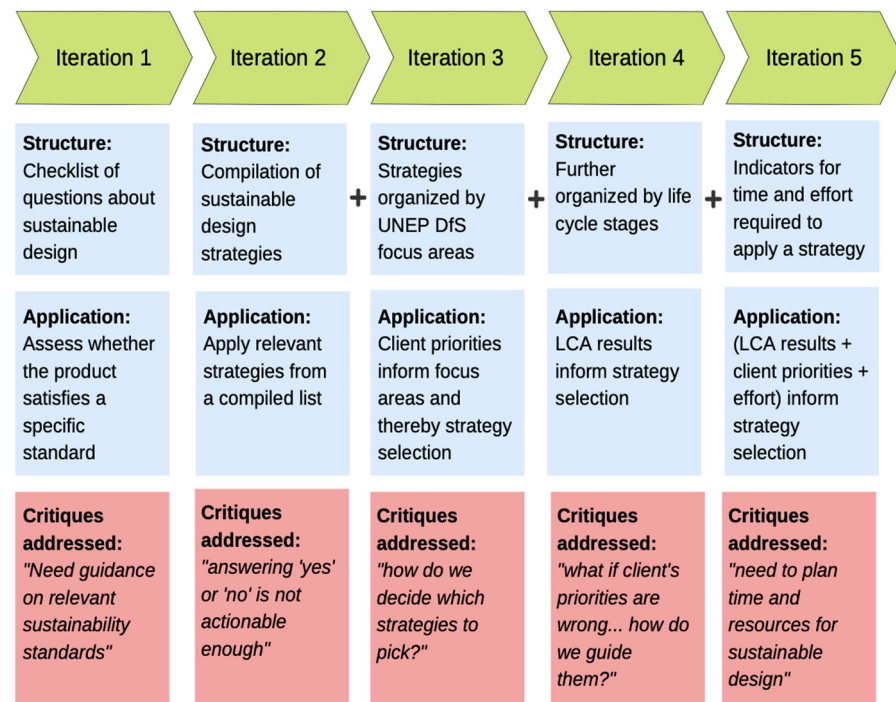 Iteration 1
Iteration 2
Iteration 3
Iteration 4
Iteration 5
Structure:
Checklist of
questions about
sustainable
design
Structure:
Compilation of
sustainable
design
strategies
+
Structure:
Strategies
organized by
UNEP DfS
focus areas
+
Structure:
Further
organized by life
cycle stages
+
Structure:
Indicators for
time and effort
required to
apply a strategy
Application:
Assess whether
the product
satisfies a
specific
standard
Application:
Apply relevant
strategies from
a compiled list
Application:
Client priorities
inform focus
areas and
thereby strategy
selection
Application:
LCA results
inform strategy
selection
Application:
(LCA results +
client priorities +
effort) inform
strategy
selection
Critiques
addressed:
"Need guidance
on relevant
sustainability
standards"
Critiques
addressed:
"answering 'yes'
or 'no' is not
actionable
enough"
Critiques
addressed:
"how do we
decide which
strategies to
pick?"
Critiques
addressed:
"what if client's
priorities are
wrong... how do
we guide
them?"
Critiques
addressed:
"need to plan
time and
resources for
sustainable
design"